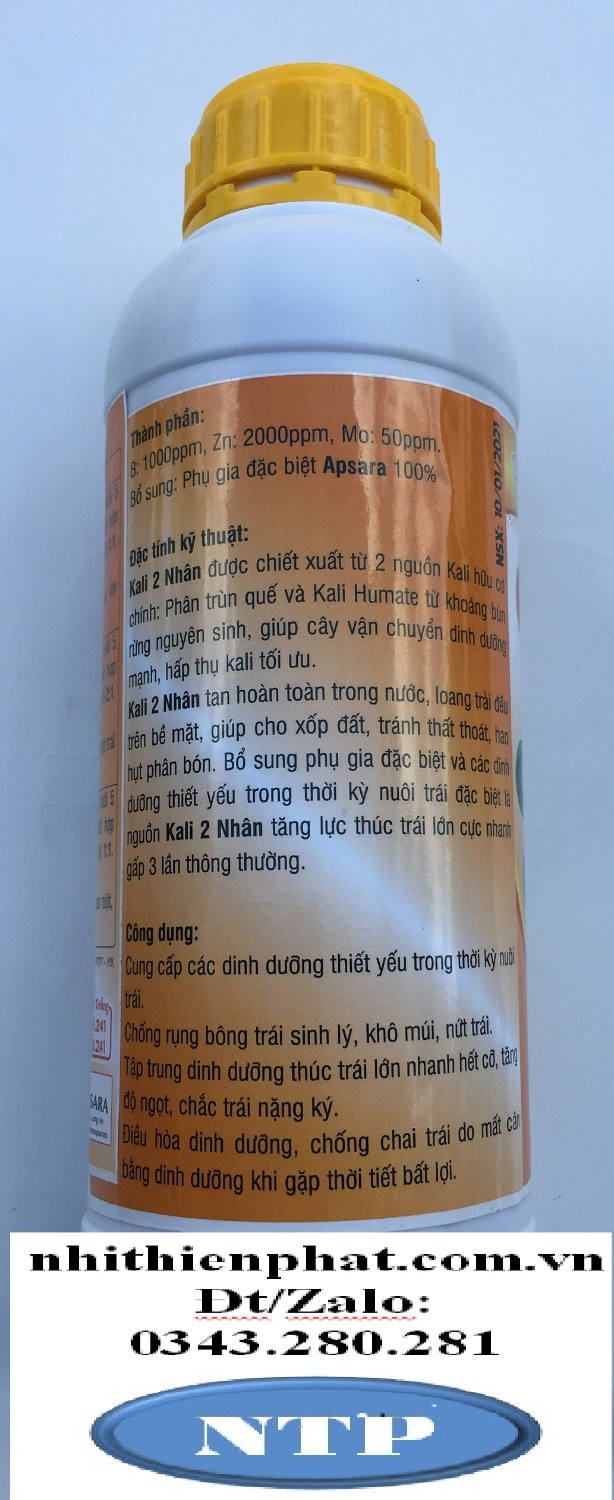 Thành phần:
B: 1000ppm, Zn: 2000ppm, Mo: 50ppm.
Bổ sung: Phụ gia đặc biệt Apsara 100%
NSX: 10/01/2021
Đặc tính kỹ thuật:
Kali 2 Nhân được chiết xuất từ 2 nguồn Kali hữu cơ
chính: Phân trùn quế và Kali Humate từ khoáng bùn
rừng nguyên sinh, giúp cây vận chuyển dinh dưỡng
mạnh, hấp thụ kali tối ưu.
Kali 2 Nhân tan hoàn toàn trong nước, loang trải đều
trên bề mặt, giúp cho xốp đất, tránh thất thoát, hao
hụt phân bón. Bổ sung phụ gia đặc biệt và các dinh
dưỡng thiết yếu trong thời kỳ nuôi trái đặc biệt là
nguồn Kali 2 Nhân tăng lực thúc trái lớn cực nhanh
gấp 3 lần thông thường.
Công dụng:
Cung cấp các dinh dưỡng thiết yếu trong thời kỳ nuôi
trái.
Chống rụng bông trái sinh lý, khô múi, nứt trái.
Tập trung dinh dưỡng thúc trái lớn nhanh hết cỡ, tăng
độ ngọt, chắc trái nặng ký.
Điều hòa dinh dưỡng, chống chai trái do mất cân
bằng dinh dưỡng khi gặp thời tiết bất lợi.
nhithienphat.com.vn
Đt/Zalo:
0343.280.281
NTP